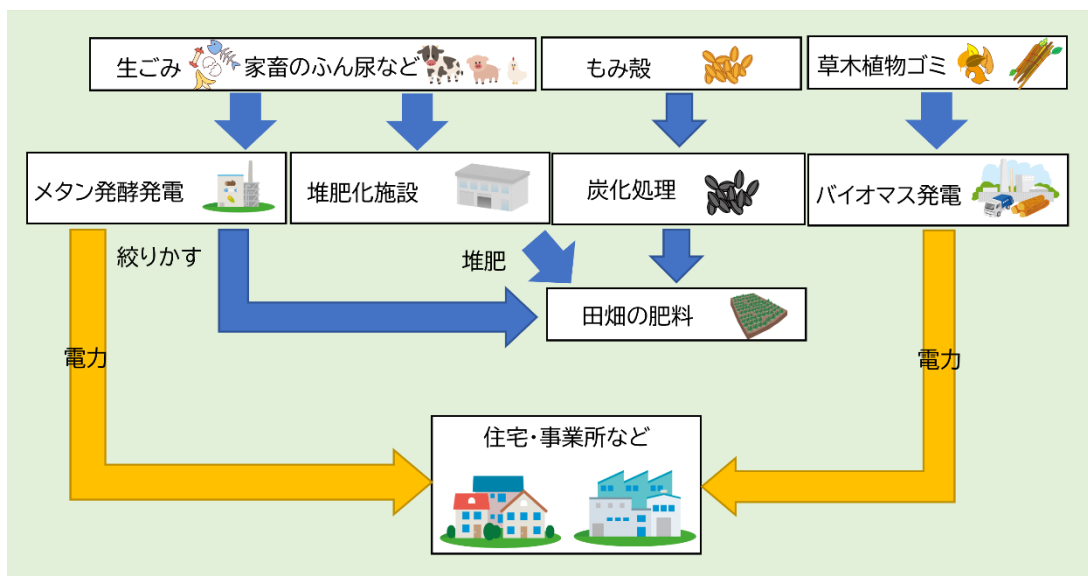 生ごみ 家畜のふん尿など
もみ殻
草木植物ゴミ
メタン発酵発電
堆肥化施設
炭化処理
バイオマス発電
絞りかす
堆肥
田畑の肥料
電力
電力
住宅・事業所など